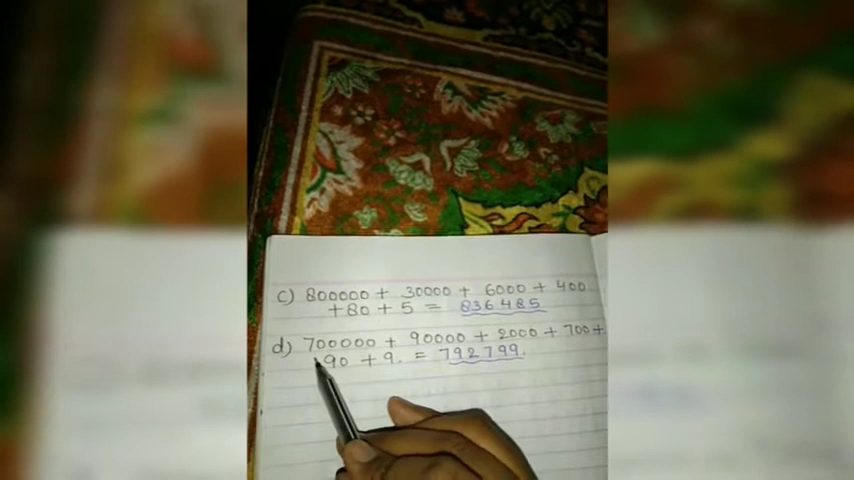 c) 800000 + 30000 + 6000 + 400
+80 + 5 = 836485
d) 700000 + 90000 + 2000 + 700 +
90 + 9. = 792799.